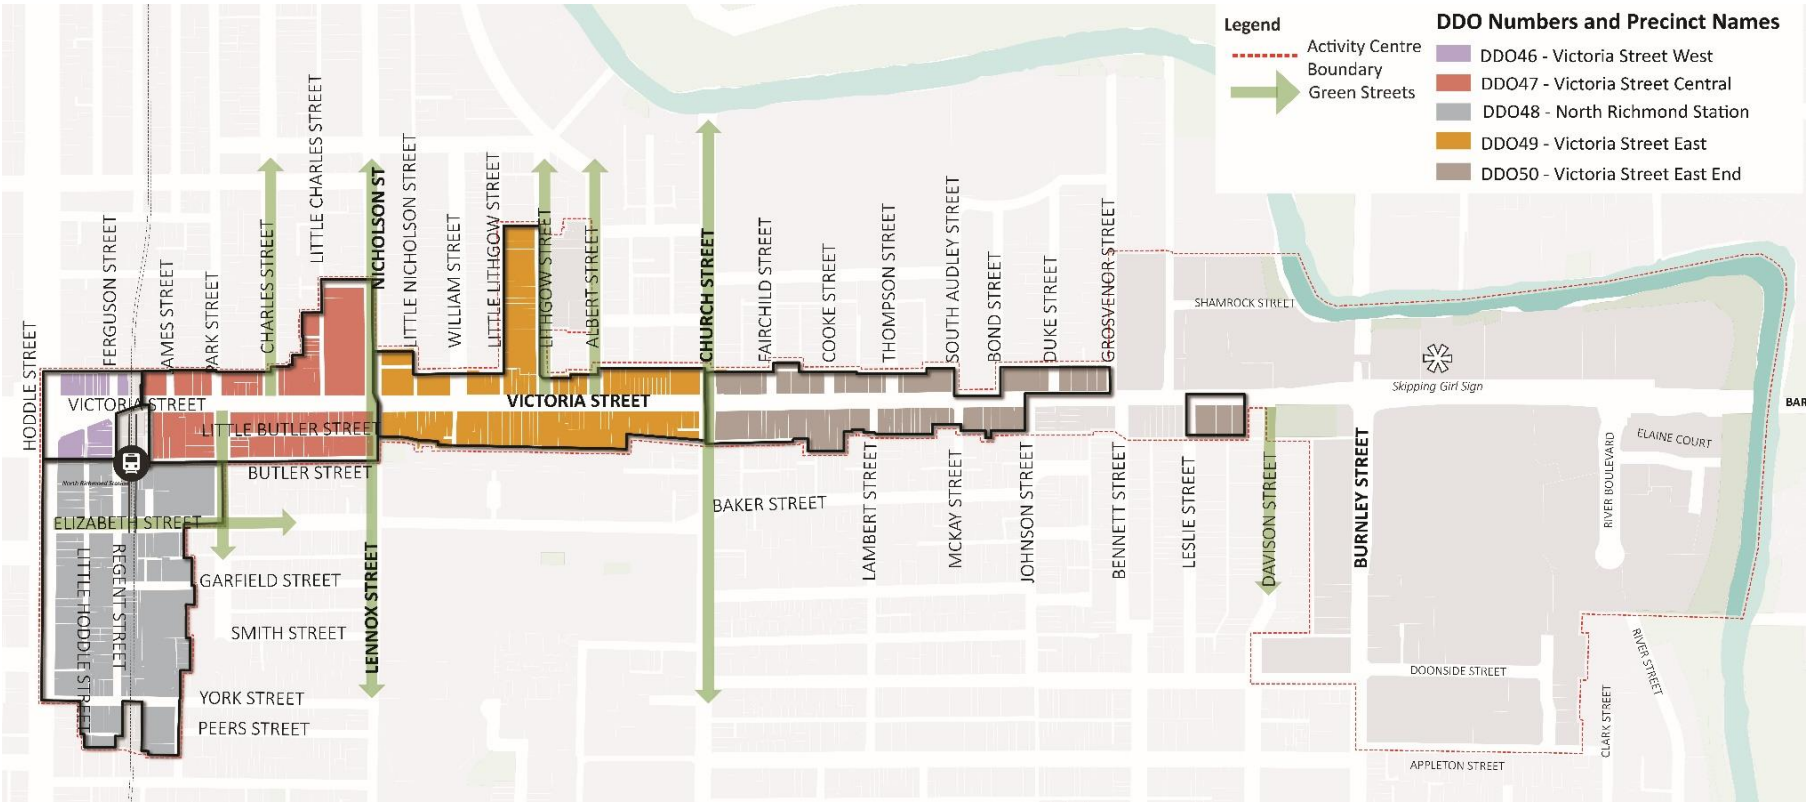 Legend
Activity Centre
Boundary
Green Streets
DDO Numbers and Precinct Names
DDO46 - Victoria Street West
DDO47 - Victoria Street Central
DDO48 - North Richmond Station
DDO49 - Victoria Street East
DDO50 - Victoria Street East End
HODDLE STREET
FERGUSON STREET
JAMES STREET
PARK STREET
CHARLES STREET
LITTLE CHARLES STREET
NICHOLSON ST
LITTLE NICHOLSON STREET
WILLIAM STREET
LITTLE LITHGOW STREET
LITHGOW STREET
ALBERT STREET
CHURCH STREET
FAIRCHILD STREET
COOKE STREET
THOMPSON STREET
SOUTH AUDLEY STREET
BOND STREET
DUKE STREET
GROSVENOR STREET
SHAMROCK STREET
Skipping Girl Sign
VICTORIA STREET
VICTORIA STREET
BAR
LITTLE BUTLER STREET
BUTLER STREET
North Richmond Station
ELIZABETH STREET
LITTLE HODDLE STREET
REGENT STREET
GARFIELD STREET
SMITH STREET
YORK STREET
PEERS STREET
LENNOX STREET
BAKER STREET
LAMBERT STREET
MCKAY STREET
JOHNSON STREET
BENNETT STREET
LESLIE STREET
DAVISON STREET
BURNLEY STREET
RIVER BOULEVARD
ELAINE COURT
DOONSIDE STREET
CLARK STREET
RIVER STREET
APPLETON STREET